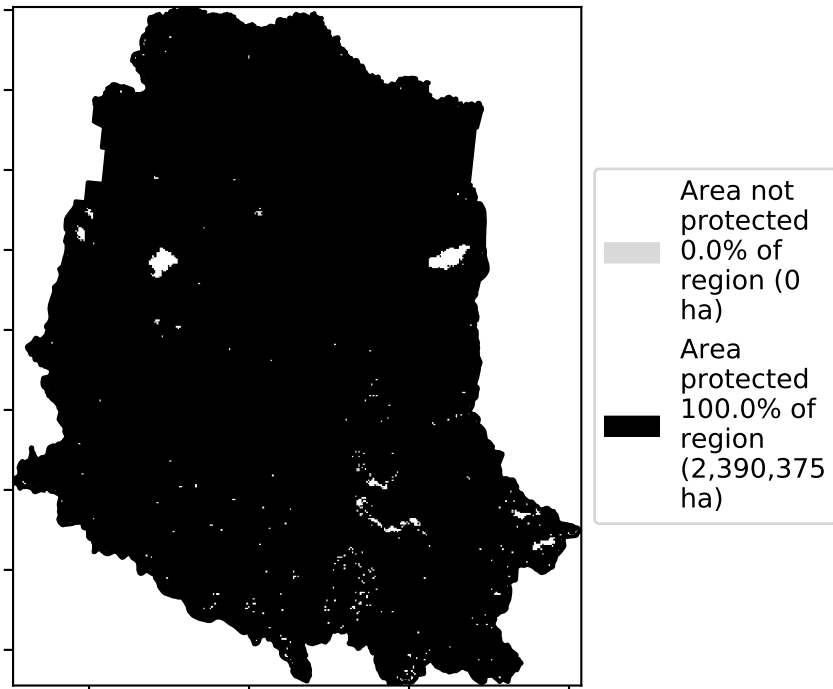 Area not
protected
0.0% of
region (0
ha)
Area
protected
100.0% of
region
(2,390,375
ha)